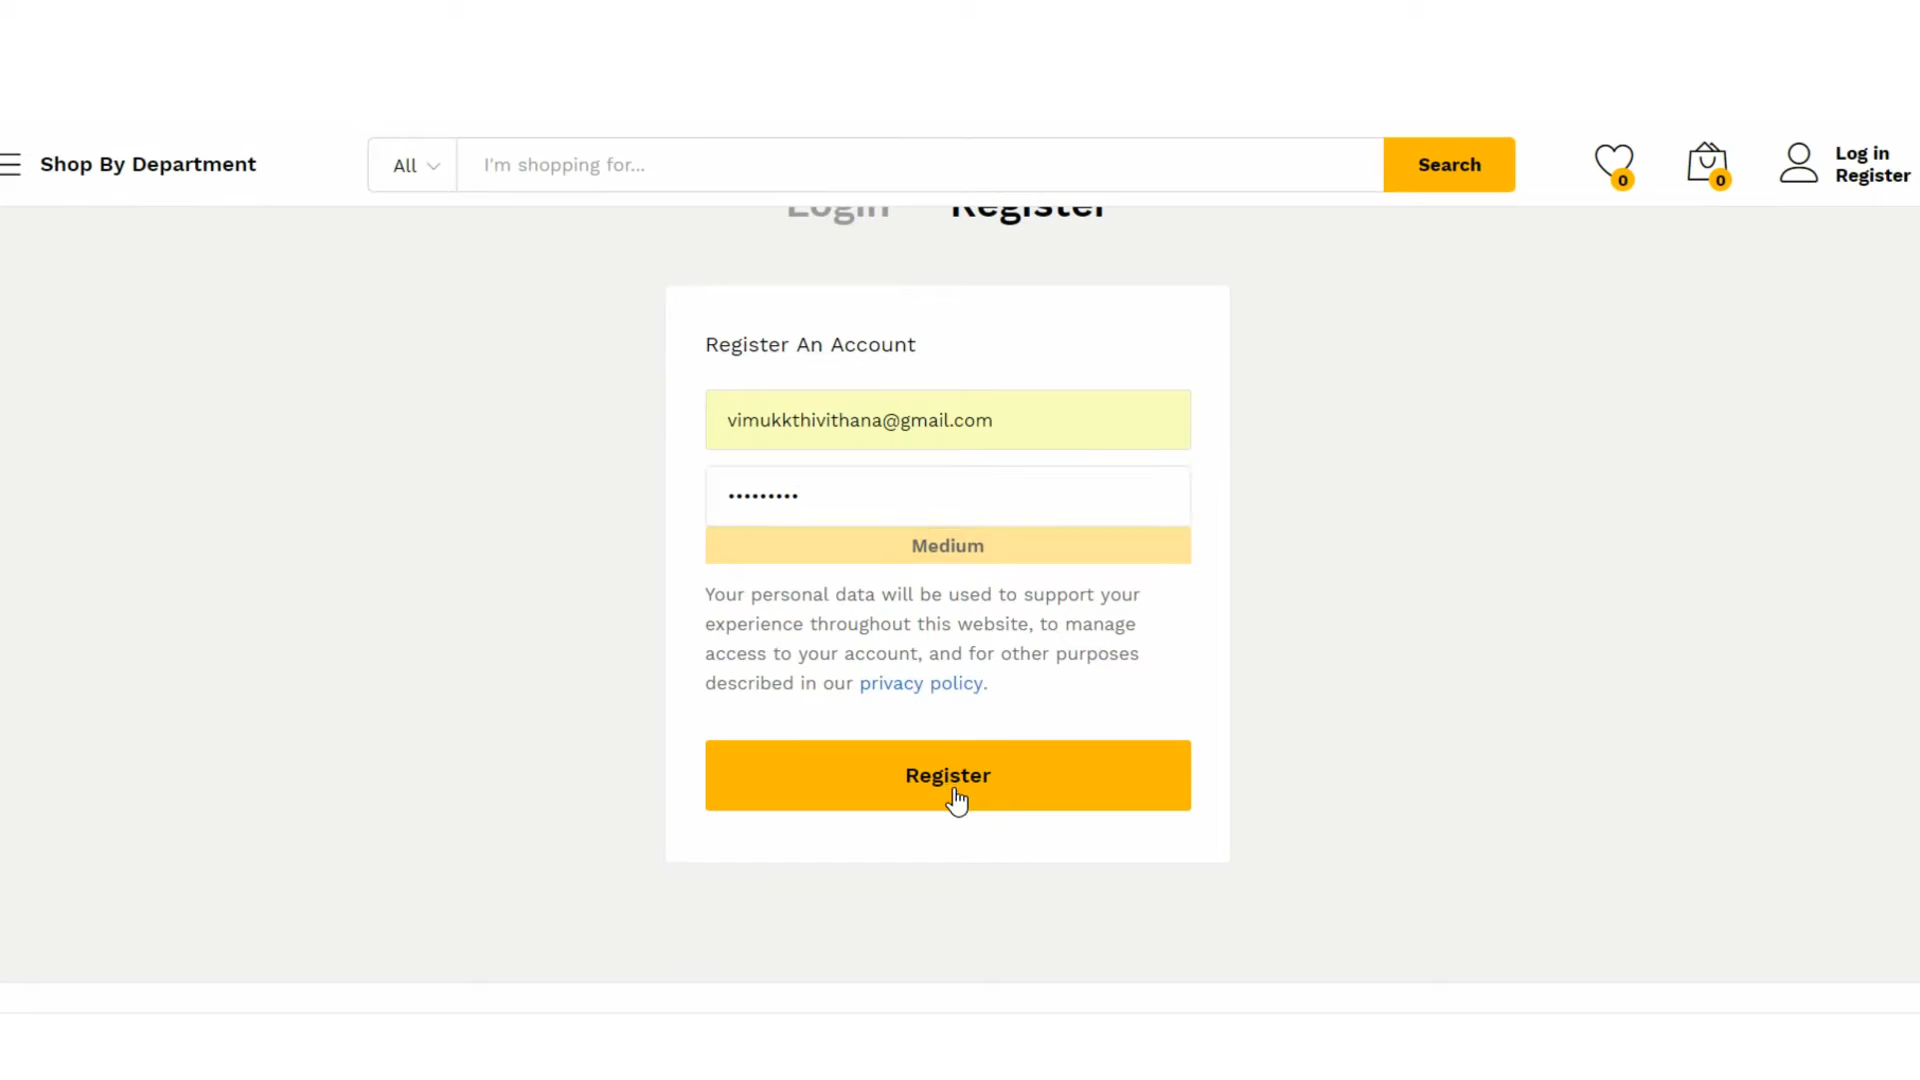 Shop By Department
All
I'm shopping for...
Search
0
0
Log in
Register
Login Register
Register An Account
vimukkthivithana@gmail.com
•••••••••
Medium
Your personal data will be used to support your
experience throughout this website, to manage
access to your account, and for other purposes
described in our privacy policy.
Register